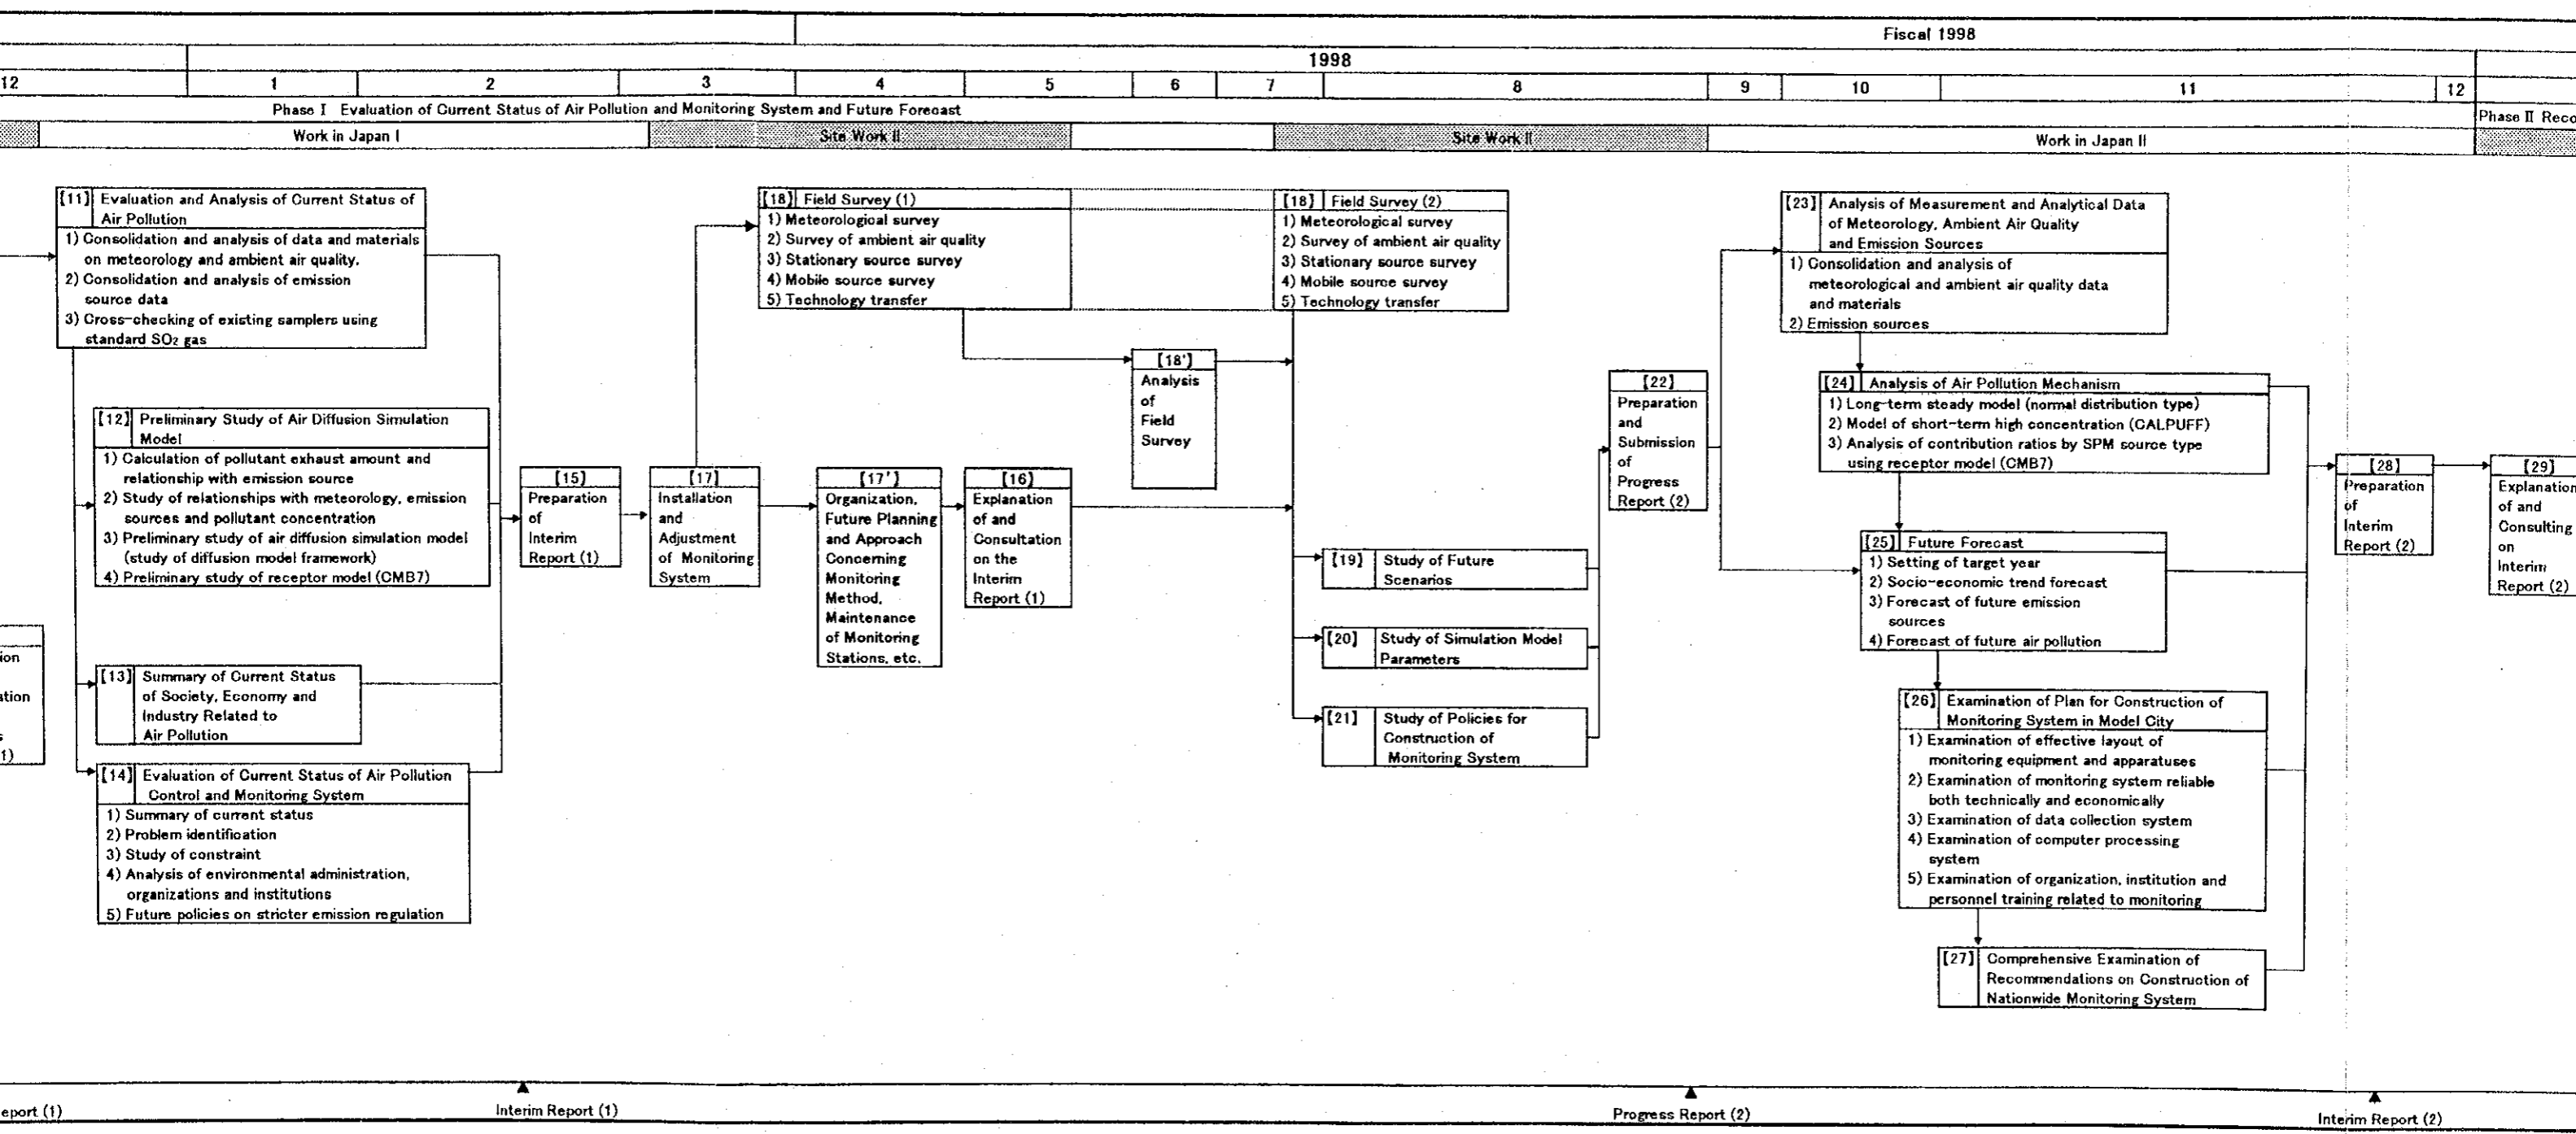 Fiscal 1998
1998
12 1 2 3 4 5 6 7 8 9 10 11 12
Phase I Evaluation of Current Status of Air Pollution and Monitoring System and Future Forecast
Phase II Reco
Work in Japan I
Site Work II
Site Work II
Work in Japan II
[11] Evaluation and Analysis of Current Status of
Air Pollution
1) Consolidation and analysis of data and materials
on meteorology and ambient air quality.
2) Consolidation and analysis of emission
source data
3) Cross-checking of existing samplers using
standard SO2 gas
[12] Preliminary Study of Air Diffusion Simulation
Model
1) Calculation of pollutant exhaust amount and
relationship with emission source
2) Study of relationships with meteorology, emission
sources and pollutant concentration
3) Preliminary study of air diffusion simulation model
(study of diffusion model framework)
4) Preliminary study of receptor model (CMB7)
ion
ation
s
1)
[13] Summary of Current Status
of Society, Economy and
Industry Related to
Air Pollution
[14] Evaluation of Current Status of Air Pollution
Control and Monitoring System
1) Summary of current status
2) Problem identification
3) Study of constraint
4) Analysis of environmental administration,
organizations and institutions
5) Future policies on stricter emission regulation
[15]
Preparation
of
Interim
Report (1)
[17]
Installation
and
Adjustment
of Monitoring
System
[18] Field Survey (1)
1) Meteorological survey
2) Survey of ambient air quality
3) Stationary source survey
4) Mobile source survey
5) Technology transfer
[17']
Organization,
Future Planning
and Approach
Concerning
Monitoring
Method,
Maintenance
of Monitoring
Stations, etc.
[16]
Explanation
of and
Consultation
on the
Interim
Report (1)
[18']
Analysis
of
Field
Survey
[18] Field Survey (2)
1) Meteorological survey
2) Survey of ambient air quality
3) Stationary source survey
4) Mobile source survey
5) Technology transfer
[19] Study of Future
Scenarios
[20] Study of Simulation Model
Parameters
[21] Study of Policies for
Construction of
Monitoring System
[22]
Preparation
and
Submission
of
Progress
Report (2)
[23] Analysis of Measurement and Analytical Data
of Meteorology, Ambient Air Quality
and Emission Sources
1) Consolidation and analysis of
meteorological and ambient air quality data
and materials
2) Emission sources
[24] Analysis of Air Pollution Mechanism
1) Long-term steady model (normal distribution type)
2) Model of short-term high concentration (CALPUFF)
3) Analysis of contribution ratios by SPM source type
using receptor model (CMB7)
[25] Future Forecast
1) Setting of target year
2) Socio-economic trend forecast
3) Forecast of future emission
sources
4) Forecast of future air pollution
[26] Examination of Plan for Construction of
Monitoring System in Model City
1) Examination of effective layout of
monitoring equipment and apparatuses
2) Examination of monitoring system reliable
both technically and economically
3) Examination of data collection system
4) Examination of computer processing
system
5) Examination of organization, institution and
personnel training related to monitoring
[27] Comprehensive Examination of
Recommendations on Construction of
Nationwide Monitoring System
[28]
Preparation
of
Interim
Report (2)
[29]
Explanation
of and
Consulting
on
Interim
Report (2)
eport (1)
Interim Report (1)
Progress Report (2)
Interim Report (2)